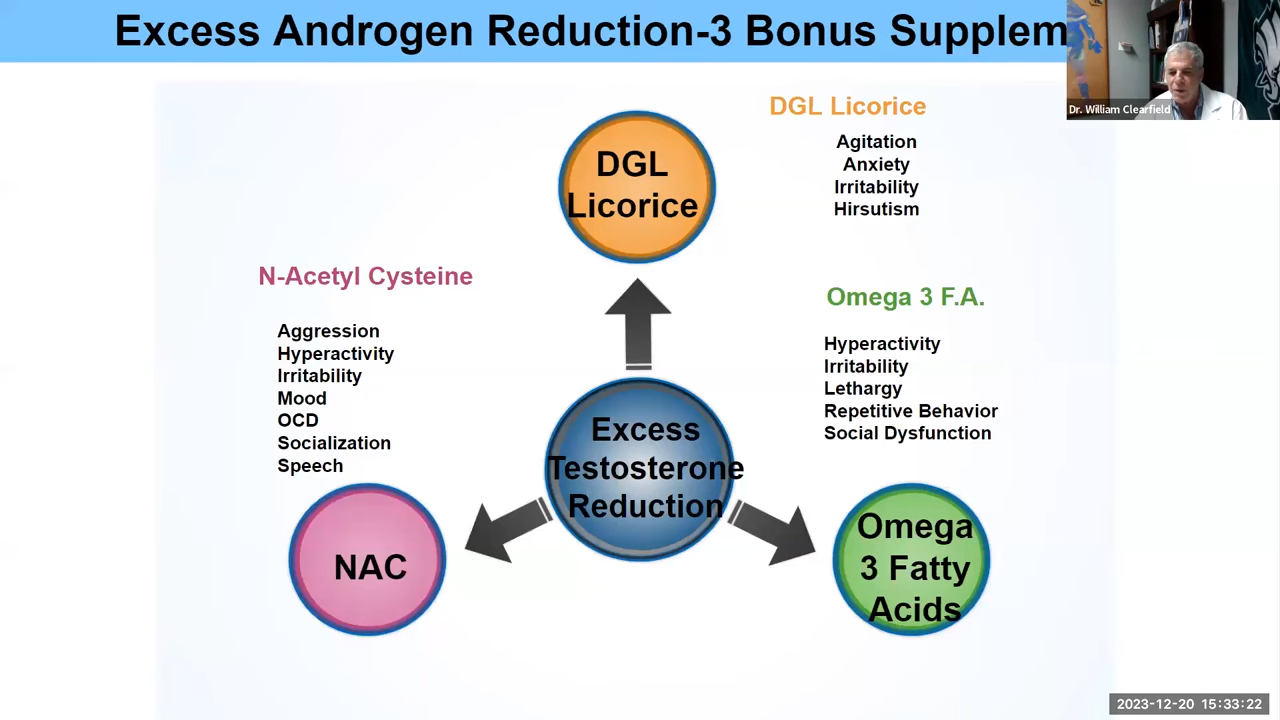 Excess Androgen Reduction-3 Bonus Supplem
Dr. William Clearfield
DGL Licorice
Agitation
Anxiety
Irritability
Hirsutism
DGL
Licorice
N-Acetyl Cysteine
Aggression
Hyperactivity
Irritability
Mood
OCD
Socialization
Speech
Omega 3 F.A.
Hyperactivity
Irritability
Lethargy
Repetitive Behavior
Social Dysfunction
Excess
Testosterone
Reduction
NAC
Omega
3 Fatty
Acids
2023-12-20 15:33:22